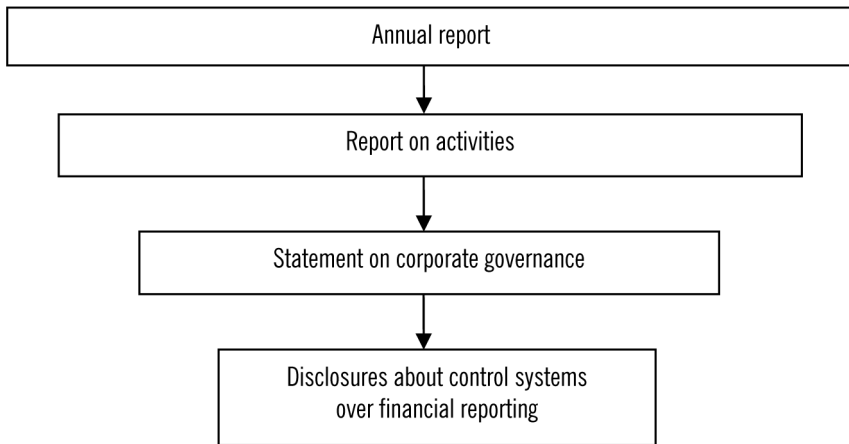 Annual report
Report on activities
Statement on corporate governance
Disclosures about control systems
over financial reporting